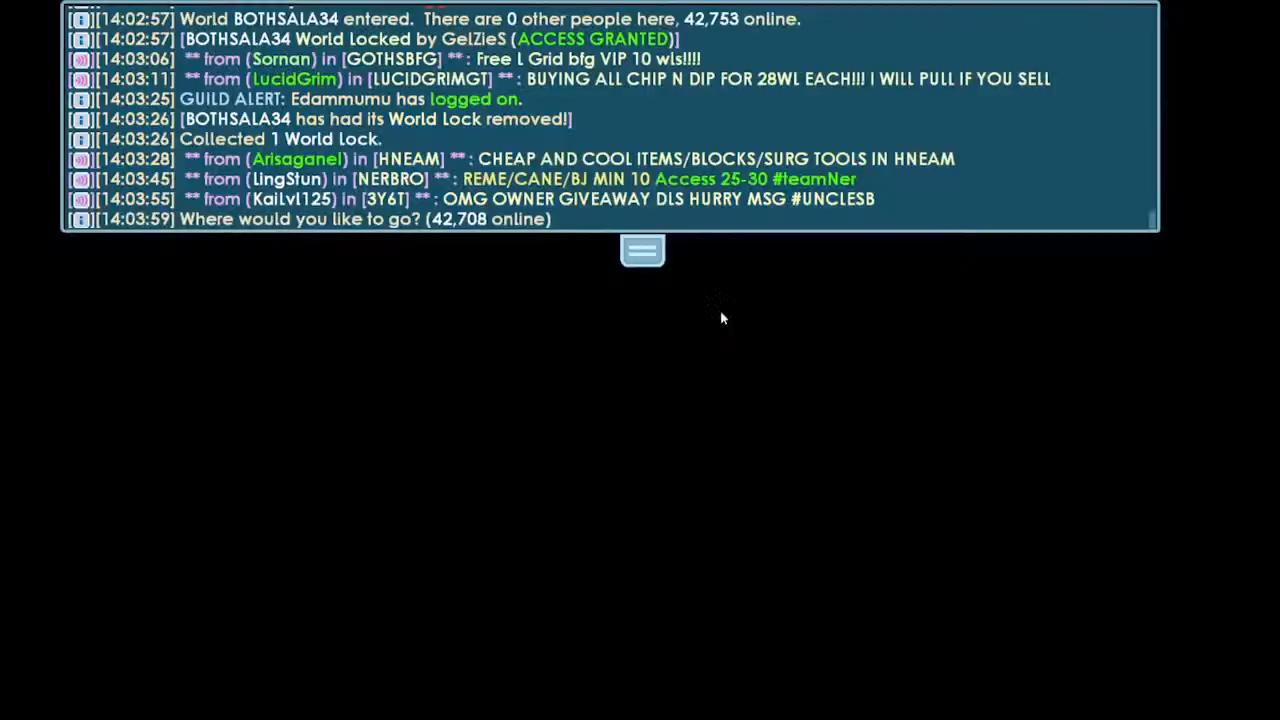 [14:02:57] World BOTHSALA34 entered. There are 0 other people here, 42,753 online.
[14:02:57] [BOTHSALA34 World Locked by GelZieS (ACCESS GRANTED)]
[14:03:06] ** from (Sornan) in [GOTHSBFG] ** : Free L Grid bfg VIP 10 wls!!!!
[14:03:11] ** from (LucidGrim) in [LUCIDGRIMGT] ** : BUYING ALL CHIP N DIP FOR 28WL EACH!!! I WILL PULL IF YOU SELL
[14:03:25] GUILD ALERT: Edammumu has logged on.
[14:03:26] [BOTHSALA34 has had its World Lock removed!]
[14:03:26] Collected 1 World Lock.
[14:03:28] ** from (Arisaganel) in [HNEAM] ** : CHEAP AND COOL ITEMS/BLOCKS/SURG TOOLS IN HNEAM
[14:03:45] ** from (LingStun) in [NERBRO] ** : REME/CANE/BJ MIN 10 Access 25-30 #teamNer
[14:03:55] ** from (KaiLvl125) in [3Y6T] ** : OMG OWNER GIVEAWAY DLS HURRY MSG #UNCLESB
[14:03:59] Where would you like to go? (42,708 online)